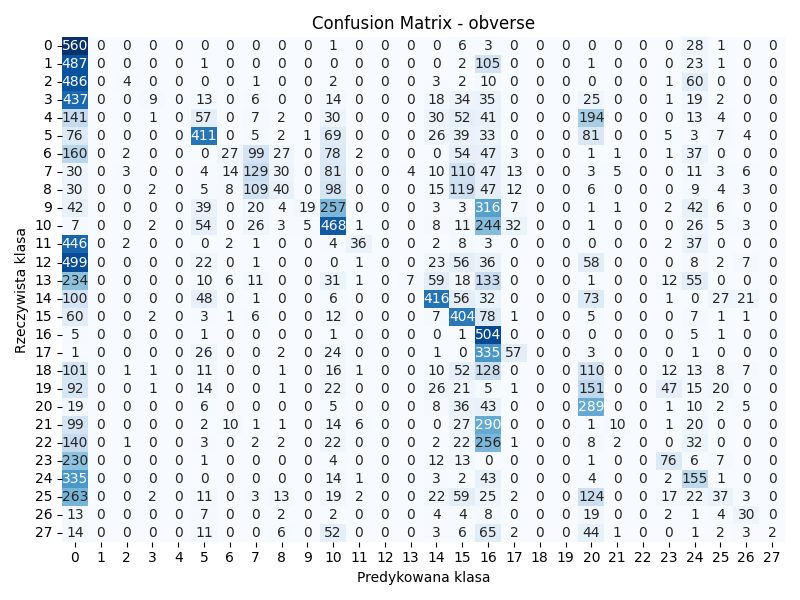 Confusion Matrix - obverse
Rzeczywista klasa
0 560 0 0 0 0 0 0 0 0 0 1 0 0 0 0 6 3 0 0 0 0 0 0 0 28 1 0 0
1 487 0 0 0 0 1 0 0 0 0 0 0 0 0 0 2 105 0 0 0 1 0 0 0 23 1 0 0
2 486 0 4 0 0 0 0 1 0 0 2 0 0 0 3 2 10 0 0 0 0 0 0 1 60 0 0 0
3 437 0 0 9 0 13 0 6 0 0 14 0 0 0 18 34 35 0 0 0 25 0 0 1 19 2 0 0
4 141 0 0 1 0 57 0 7 2 0 30 0 0 0 30 52 41 0 0 0 194 0 0 0 13 4 0 0
5 76 0 0 0 0 411 0 5 2 1 69 0 0 0 26 39 33 0 0 0 81 0 0 5 3 7 4 0
6 160 0 2 0 0 0 27 99 27 0 78 2 0 0 0 54 47 3 0 0 1 1 0 1 37 0 0 0
7 30 0 3 0 0 4 14 129 30 0 81 0 0 4 10 110 47 13 0 0 0 3 5 0 0 11 3 6 0
8 30 0 0 2 0 5 8 109 40 0 98 0 0 0 15 119 47 12 0 0 6 0 0 0 9 4 3 0
9 42 0 0 0 0 39 0 20 4 19 257 0 0 0 3 3 316 7 0 0 1 1 0 2 42 6 0 0
10 7 0 0 2 0 54 0 26 3 5 468 1 0 0 8 11 244 32 0 0 1 0 0 4 26 5 3 0
11 446 0 2 0 0 0 2 1 0 0 4 36 0 0 2 8 3 0 0 0 0 0 0 2 37 0 0 0
12 499 0 0 0 0 22 0 1 0 0 0 1 0 0 23 56 36 0 0 0 58 0 0 0 8 2 7 0
13 234 0 0 0 0 10 6 11 0 0 31 1 0 7 59 18 133 0 0 0 1 0 0 12 55 0 0 0
14 100 0 0 0 0 48 0 1 0 0 6 0 0 0 416 56 32 0 0 0 73 0 0 1 0 27 21 0
15 60 0 0 2 0 3 1 6 0 0 12 0 0 0 7 404 78 1 0 0 5 0 0 0 7 1 1 0
16 5 0 0 0 0 1 0 0 0 0 1 0 0 0 0 1 504 0 0 0 0 0 0 0 5 1 0 0
17 1 0 0 0 0 26 0 0 2 0 24 0 0 0 1 0 335 57 0 0 3 0 0 0 1 0 0 0
18 101 0 1 1 0 11 0 0 1 0 16 1 0 0 10 52 128 0 0 0 110 0 0 12 13 8 7 0
19 92 0 0 1 0 14 0 0 1 0 22 0 0 0 26 21 5 1 0 0 151 0 0 47 15 20 0 0
20 19 0 0 0 0 6 0 0 0 0 5 0 0 0 8 36 43 0 0 0 289 0 0 1 10 2 5 0
21 99 0 0 0 0 2 10 1 1 0 14 6 0 0 0 27 290 0 0 0 1 10 0 1 20 0 0 0
22 140 0 1 0 0 3 0 2 2 0 22 0 0 0 2 22 256 1 0 0 8 2 0 0 32 0 0 0
23 230 0 0 0 0 1 0 0 0 0 4 0 0 0 12 13 0 0 0 0 1 0 0 76 6 7 0 0
24 335 0 0 0 0 0 0 0 0 0 14 1 0 0 3 2 43 0 0 0 4 0 0 2 155 1 0 0
25 263 0 0 2 0 11 0 3 13 0 19 2 0 0 22 59 25 2 0 0 124 0 0 17 22 37 3 0
26 13 0 0 0 0 7 0 0 2 0 2 0 0 0 4 4 8 0 0 0 19 0 0 2 1 4 30 0
27 14 0 0 0 0 11 0 0 6 0 52 0 0 0 3 6 65 2 0 0 44 1 0 0 1 2 3 2
0 1 2 3 4 5 6 7 8 9 10 11 12 13 14 15 16 17 18 19 20 21 22 23 24 25 26 27
Predykowana klasa